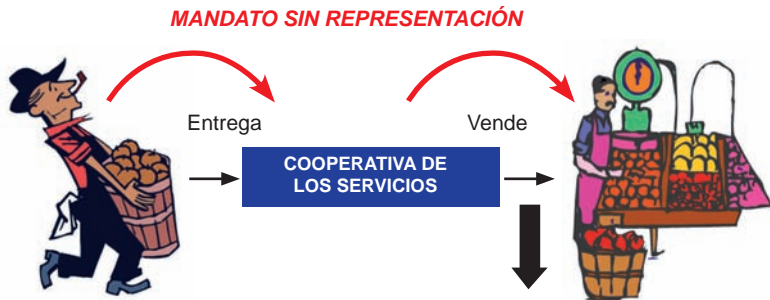 MANDATO SIN REPRESENTACIÓN
Entrega
Vende
COOPERATIVA DE
LOS SERVICIOS